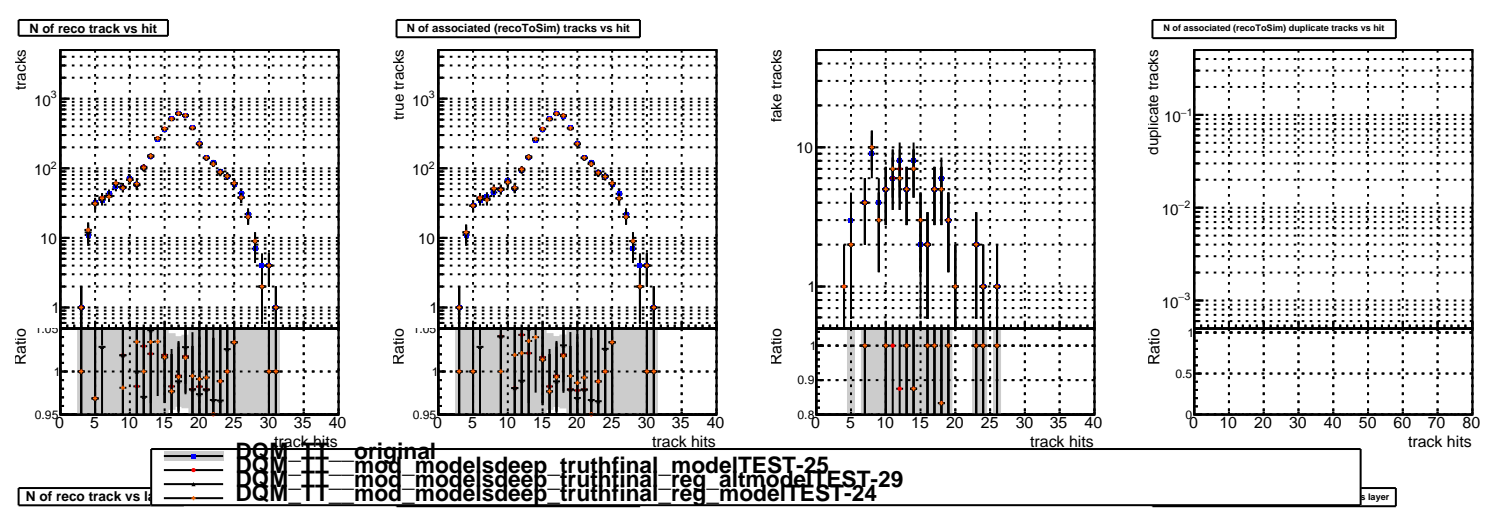 N of reco track vs hit
N of associated (recoToSim) tracks vs hit
N of associated (recoToSim) duplicate tracks vs hit
tracks
10³
10²
10
1
Ratio
1.05
1
0.95
0 5 10 15 20 25 30 35 40
track hits
true tracks
10³
10²
10
1
Ratio
1.05
1
0.95
0 5 10 15 20 25 30 35 40
track hits
fake tracks
10
1
Ratio
1
0.9
0.8
0 5 10 15 20 25 30 35 40
track hits
duplicate tracks
10⁻¹
10⁻²
10⁻³
Ratio
1
0.5
0
0 10 20 30 40 50 60 70 80
track hits
DQM_TT__original
DQM_TT__mod_modelsdeep_truthfinal_modelTEST-25
DQM_TT__mod_modelsdeep_truthfinal_reg_altmodelTEST-29
DQM_TT__mod_modelsdeep_truthfinal_reg_modelTEST-24
N of reco track vs la
s layer